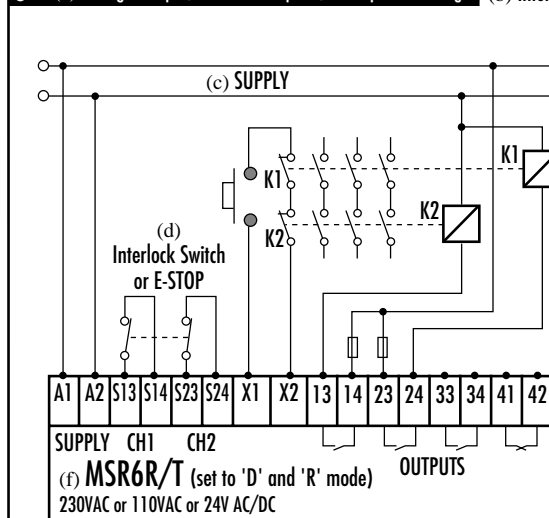 (c) SUPPLY
K1
K1
K2
(d)
K2
Interlock Switch
or E-STOP
A1 A2 S13 S14 S23 S24 X1 X2 13 14 23 24 33 34 41 42
SUPPLY CH1 CH2
OUTPUTS
(f) MSR6R/T (set to 'D' and 'R' mode)
230VAC or 110VAC or 24V AC/DC